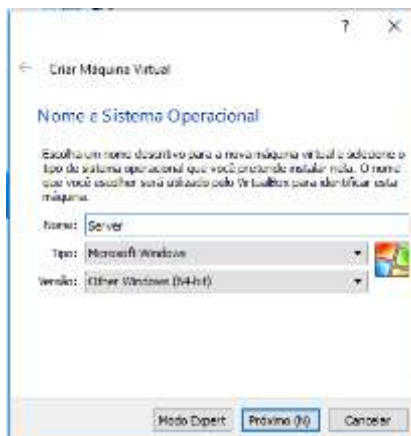 ?
Criar Máquina Virtual
Nome e Sistema Operacional
Escolha um nome descritivo para a nova máquina virtual e selecione o
tipo de sistema operacional que você pretende instalar nela. O nome
que você escolher será utilizado pelo VirtualBox para identificar esta
máquina.
Nome: Server
Tipo: Microsoft Windows
Versão: Other Windows (64-bit)
Modo Expert Próximo (N) Cancelar